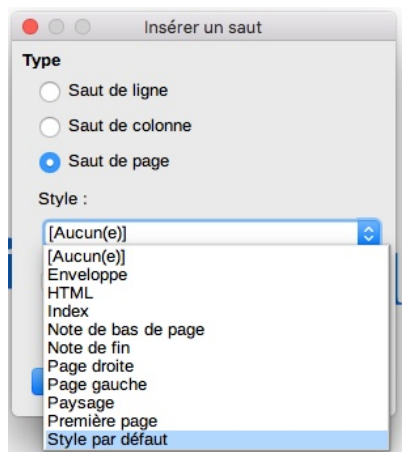 Insérer un saut
Type
Saut de ligne
Saut de colonne
Saut de page
Style :
[Aucun(e)]
[Aucun(e)]
Enveloppe
HTML
Index
Note de bas de page
Note de fin
Page droite
Page gauche
Paysage
Première page
Style par défaut